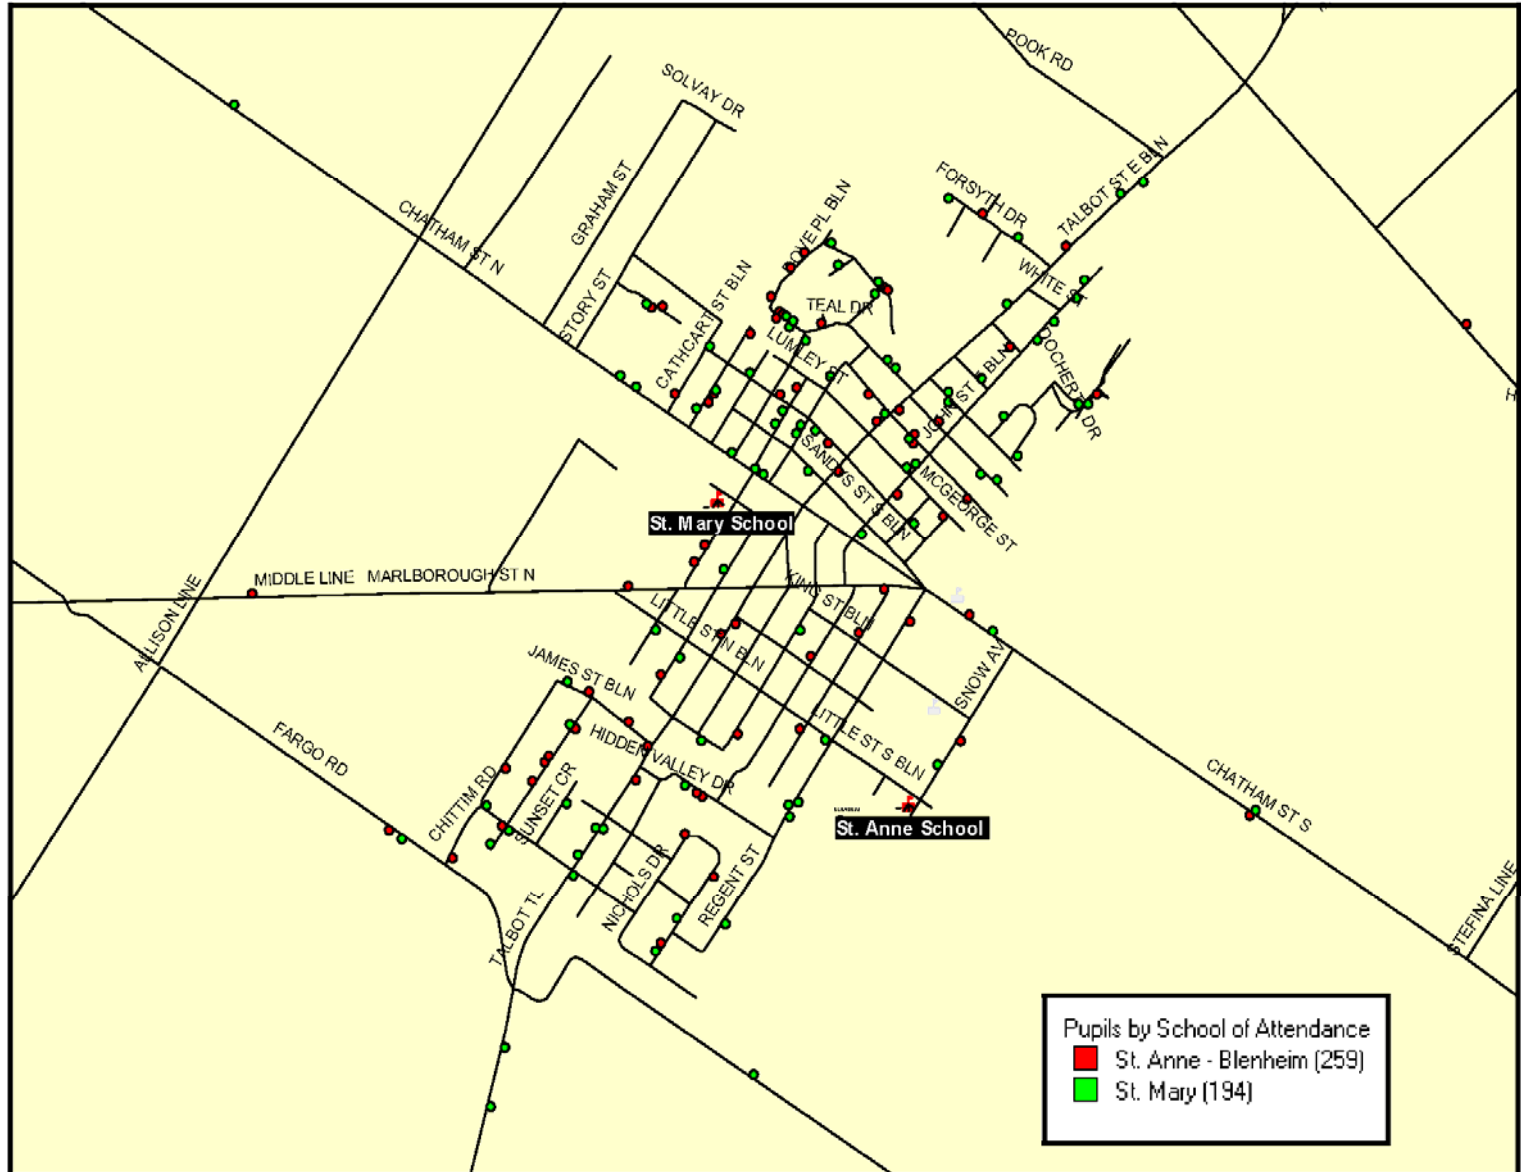 POOK RD
SOLVAY DR
TALBOT ST E BLN
FORSYTH DR
GRAHAM ST
DOVE PL BLN
CHATHAM ST N
WHITE ST
CATHCART ST BLN
TEAL DR
STORY ST
LUMLEY ST
DOCHERTY DR
JOHN ST E BLN
H
SANDYS ST S BLN
MCGEORGE ST
St. Mary School
MIDDLE LINE
MARLBOROUGH ST N
KING ST BLN
ALLISON LINE
LITTLE ST N BLN
JAMES ST BLN
SNOW AV
LITTLE ST S BLN
FARGO RD
HIDDEN VALLEY DR
CHATHAM ST S
CHITTIM RD
SUNSET CR
St. Anne School
NICHOLS DR
REGENT ST
STEFINA LINE
TALBOT TL
Pupils by School of Attendance
St. Anne - Blenheim (259)
St. Mary (194)